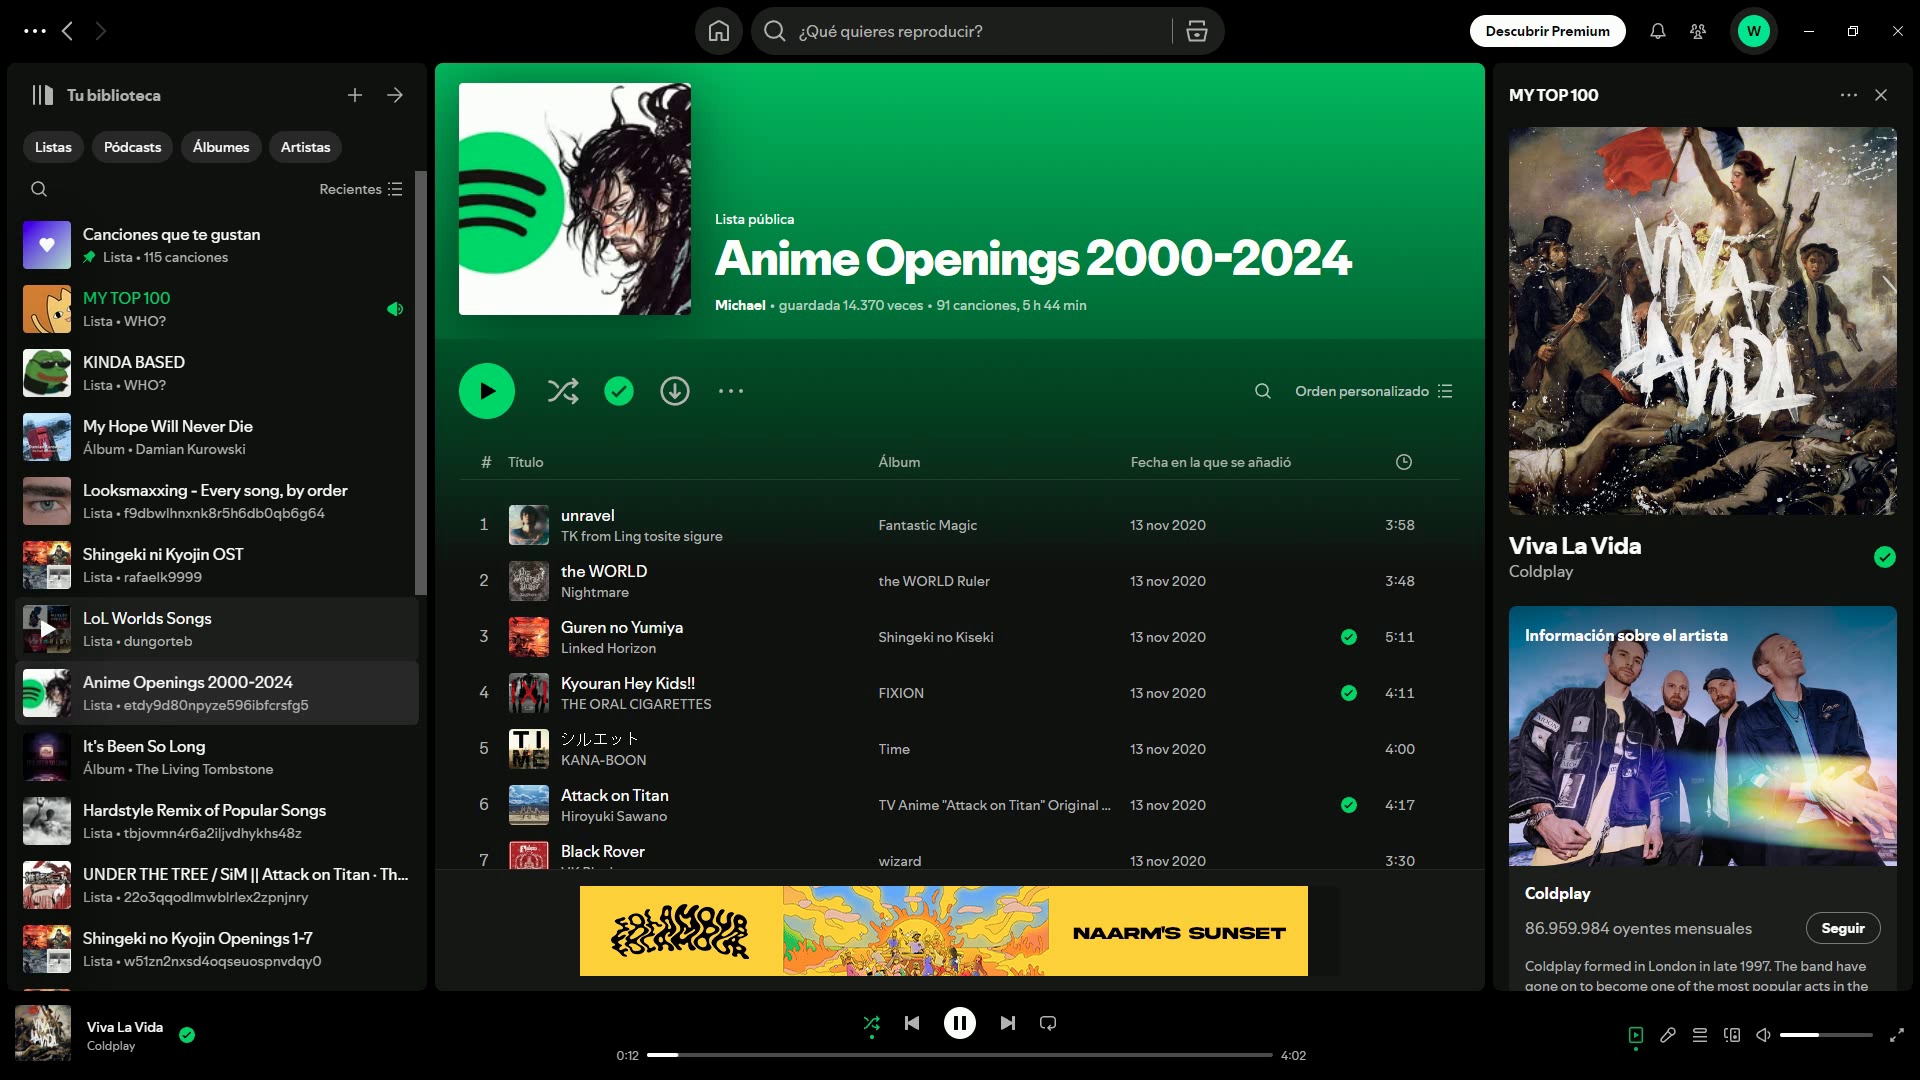 ¿Qué quieres reproducir?
Descubrir Premium
W
Tu biblioteca
Listas
Pódcasts
Álbumes
Artistas
Recientes
Canciones que te gustan
Lista • 115 canciones
MY TOP 100
Lista • WHO?
KINDA BASED
Lista • WHO?
My Hope Will Never Die
Álbum • Damian Kurowski
Looksmaxxing - Every song, by order
Lista • f9dbwlhnxnk8r5h6db0qb6g64
Shingeki ni Kyojin OST
Lista • rafaelk9999
LoL Worlds Songs
Lista • dungorteb
Anime Openings 2000-2024
Lista • etdy9d80npyze596ibfcrsfg5
It's Been So Long
Álbum • The Living Tombstone
Hardstyle Remix of Popular Songs
Lista • tbjovmn4r6a2iljvdhykhs48z
UNDER THE TREE / SiM || Attack on Titan · Th...
Lista • 22o3qqodlmwblrlex2zpnjnry
Shingeki no Kyojin Openings 1-7
Lista • w51zn2nxsd4oqseuospnvdqy0
Lista pública
Anime Openings 2000-2024
Michael • guardada 14.370 veces • 91 canciones, 5 h 44 min
Orden personalizado
# Título Álbum Fecha en la que se añadió
1 unravel Fantastic Magic 13 nov 2020 3:58
TK from Ling tosite sigure
2 the WORLD the WORLD Ruler 13 nov 2020 3:48
Nightmare
3 Guren no Yumiya Shingeki no Kiseki 13 nov 2020 5:11
Linked Horizon
4 Kyouran Hey Kids!! FIXION 13 nov 2020 4:11
THE ORAL CIGARETTES
5 シルエット Time 13 nov 2020 4:00
KANA-BOON
TIME
6 Attack on Titan TV Anime "Attack on Titan" Original ... 13 nov 2020 4:17
Hiroyuki Sawano
7 Black Rover wizard 13 nov 2020 3:30
NAARM'S SUNSET
MY TOP 100
VIVA
LA VIDA
Viva La Vida
Coldplay
Información sobre el artista
Coldplay
86.959.984 oyentes mensuales
Seguir
Coldplay formed in London in late 1997. The band have
gone on to become one of the most popular acts in the
Viva La Vida
Coldplay
0:12
4:02